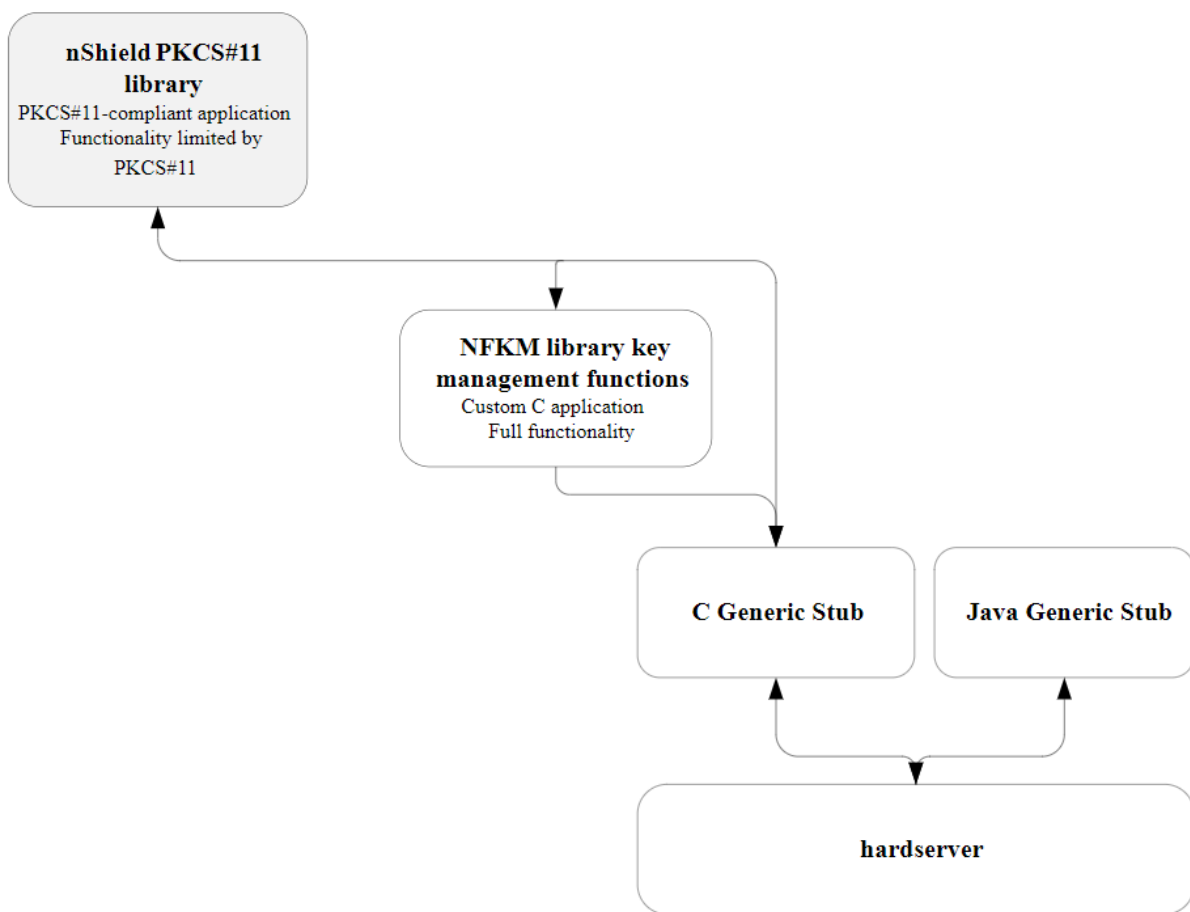 nShield PKCS#11
library
PKCS#11-compliant application
Functionality limited by
PKCS#11
NFKM library key
management functions
Custom C application
Full functionality
C Generic Stub
Java Generic Stub
hardserver